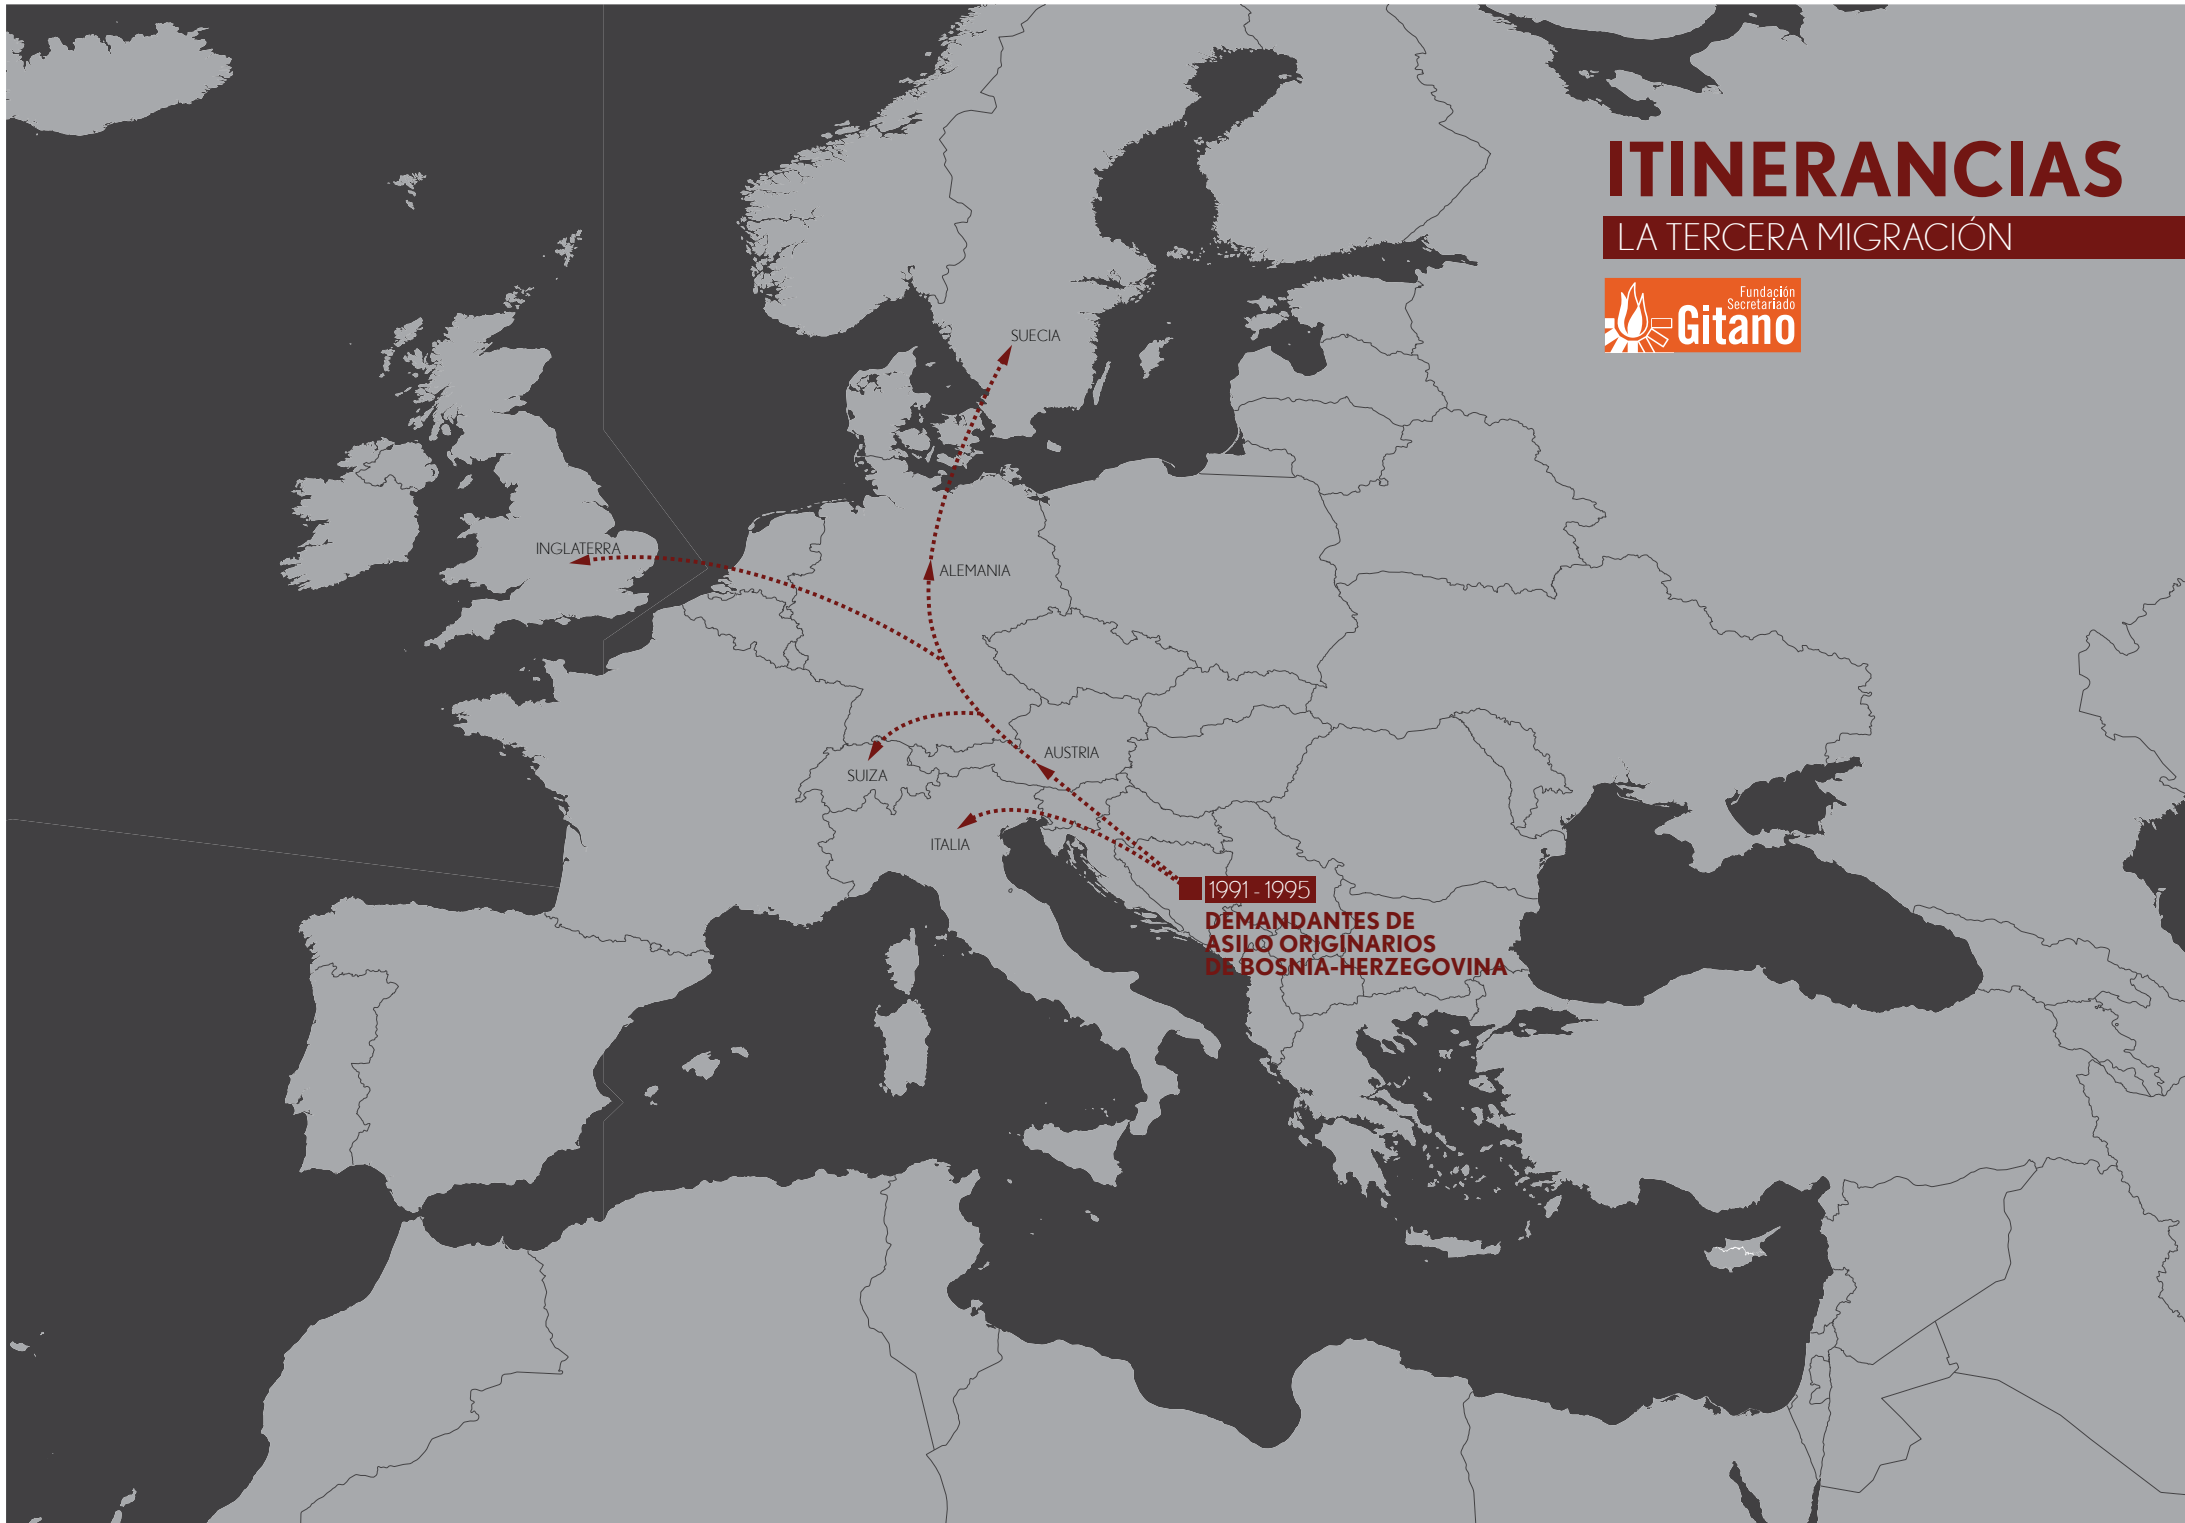 ITINERANCIAS
LA TERCERA MIGRACIÓN
Fundación
Secretariado
Gitano
SUECIA
INGLATERRA
ALEMANIA
AUSTRIA
SUIZA
ITALIA
1991 - 1995
DEMANDANTES DE
ASILO ORIGINARIOS
DE BOSNIA-HERZEGOVINA